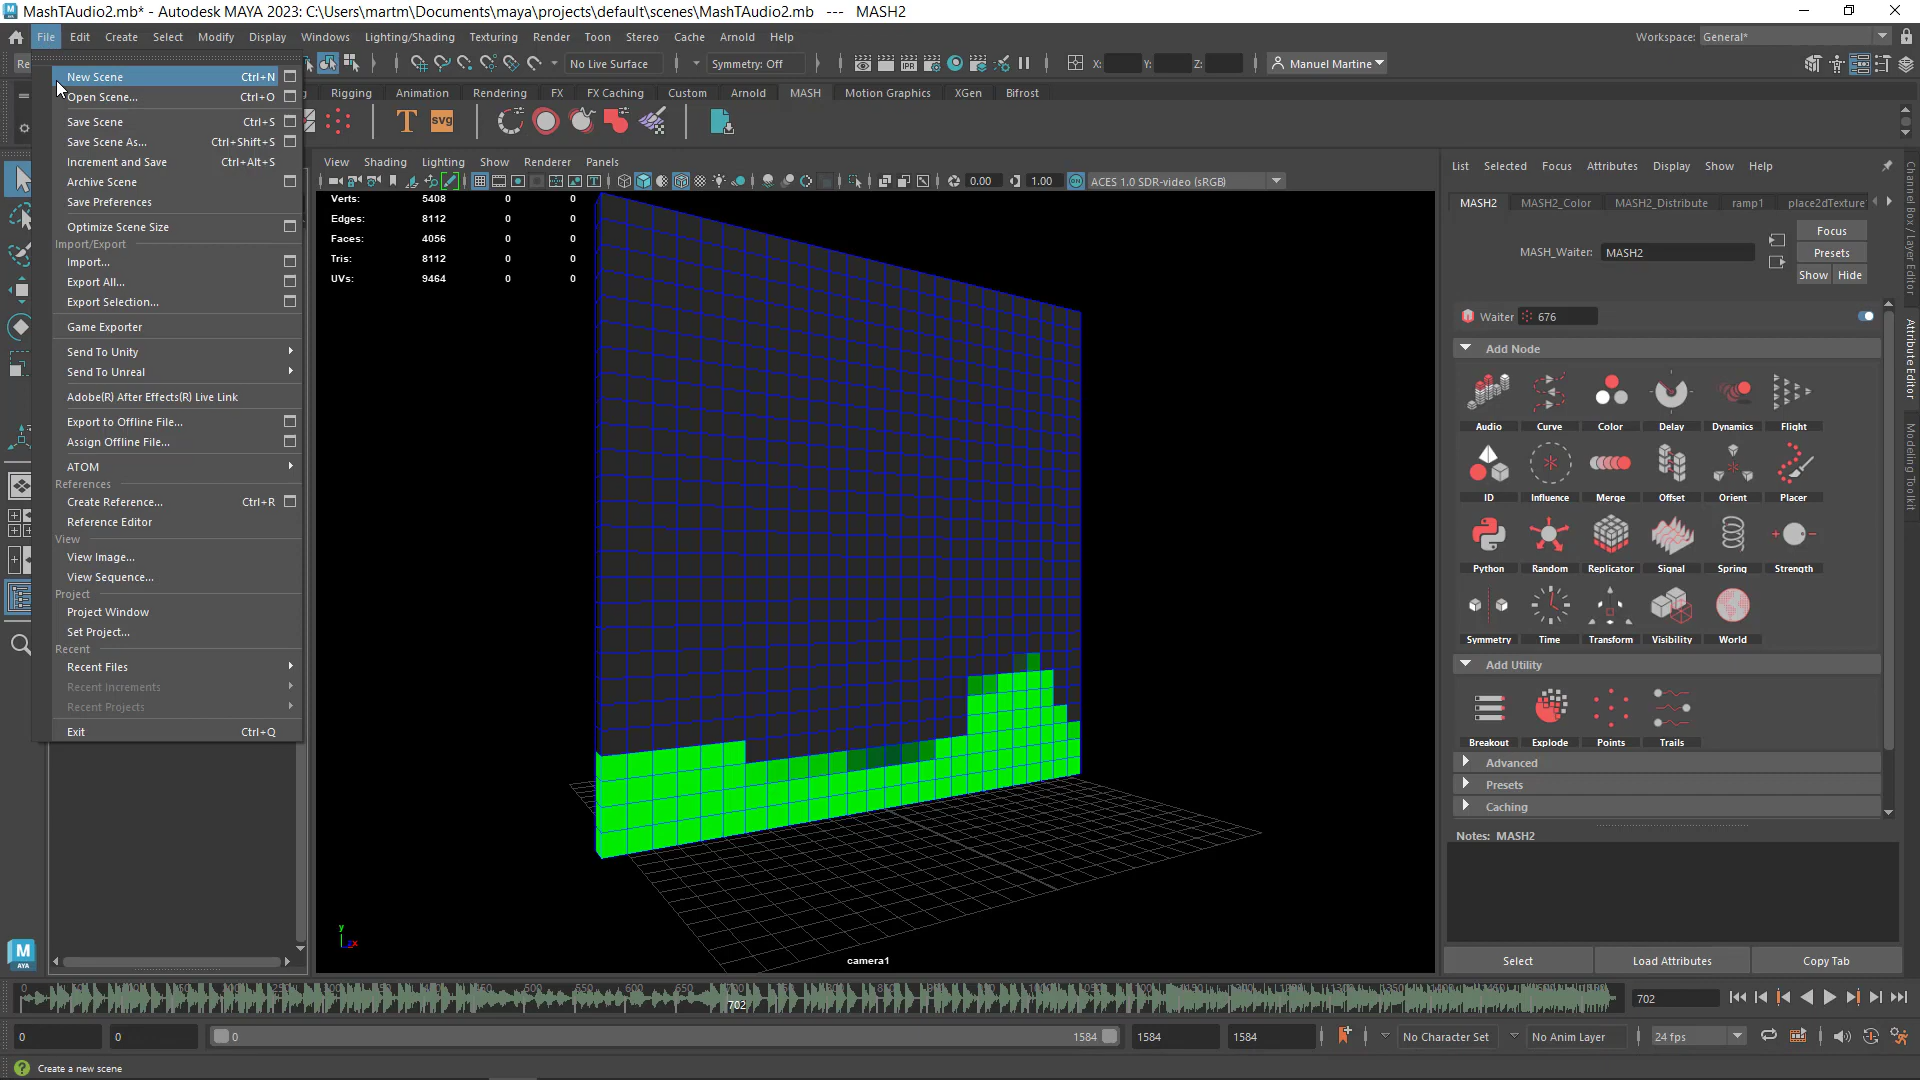 MashTAudio2.mb* - Autodesk MAYA 2023: C:\Users\martm\Documents\maya\projects\default\scenes\MashTAudio2.mb --- MASH2
File Edit Create Select Modify Display Windows Lighting/Shading Texturing Render Toon Stereo Cache Arnold Help
Workspace: General*
No Live Surface
Symmetry: Off
X: Y: Z:
Manuel Martine
Rigging Animation Rendering FX FX Caching Custom Arnold MASH Motion Graphics XGen Bifrost
New Scene Ctrl+N
Open Scene... Ctrl+O
Save Scene Ctrl+S
Save Scene As... Ctrl+Shift+S
Increment and Save Ctrl+Alt+S
Archive Scene
Save Preferences
Optimize Scene Size
Import/Export
Import...
Export All...
Export Selection...
Game Exporter
Send To Unity
Send To Unreal
Adobe(R) After Effects(R) Live Link
Export to Offline File...
Assign Offline File...
ATOM
References
Create Reference... Ctrl+R
Reference Editor
View
View Image...
View Sequence...
Project
Project Window
Set Project...
Recent
Recent Files
Recent Increments
Recent Projects
Exit Ctrl+Q
View Shading Lighting Show Renderer Panels
0.00 1.00 ACES 1.0 SDR-video (sRGB)
Verts: 5408 0 0
Edges: 8112 0 0
Faces: 4056 0 0
Tris: 8112 0 0
UVs: 9464 0 0
y
x
camera1
List Selected Focus Attributes Display Show Help
MASH2 MASH2_Color MASH2_Distribute ramp1 place2dTexture
MASH_Waiter: MASH2
Focus
Presets
Show Hide
Waiter 676
Add Node
Audio Curve Color Delay Dynamics Flight
ID Influence Merge Offset Orient Placer
Python Random Replicator Signal Spring Strength
Symmetry Time Transform Visibility World
Add Utility
Breakout Explode Points Trails
Advanced
Presets
Caching
Notes: MASH2
Select Load Attributes Copy Tab
Channel Box / Layer Editor
Attribute Editor
Modeling Toolkit
702
702
0 0 0 1584 1584 1584 No Character Set No Anim Layer 24 fps
Create a new scene